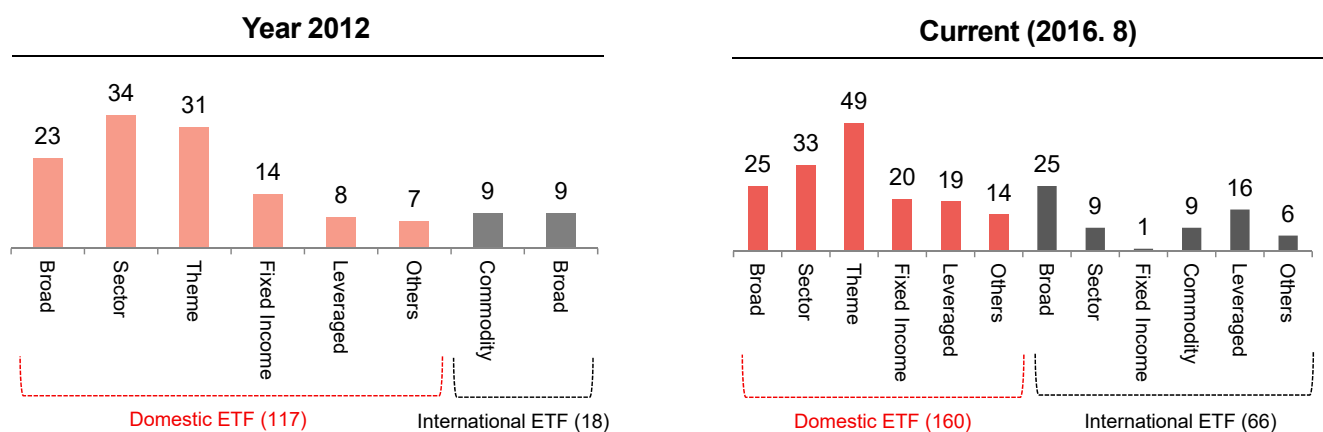 Year 2012
23
34
31
14
8
7
9
9
Broad
Sector
Theme
Fixed Income
Leveraged
Others
Commodity
Broad
Domestic ETF (117)
International ETF (18)
Current (2016. 8)
25
33
49
20
19
14
25
9
1
9
16
6
Broad
Sector
Theme
Fixed Income
Leveraged
Others
Broad
Sector
Fixed Income
Commodity
Leveraged
Others
Domestic ETF (160)
International ETF (66)